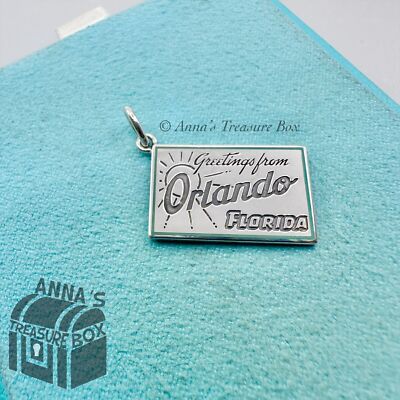 © Anna's Treasure Box
Greetings from
Orlando
FLORIDA
ANNA'S
TREASURE BOX